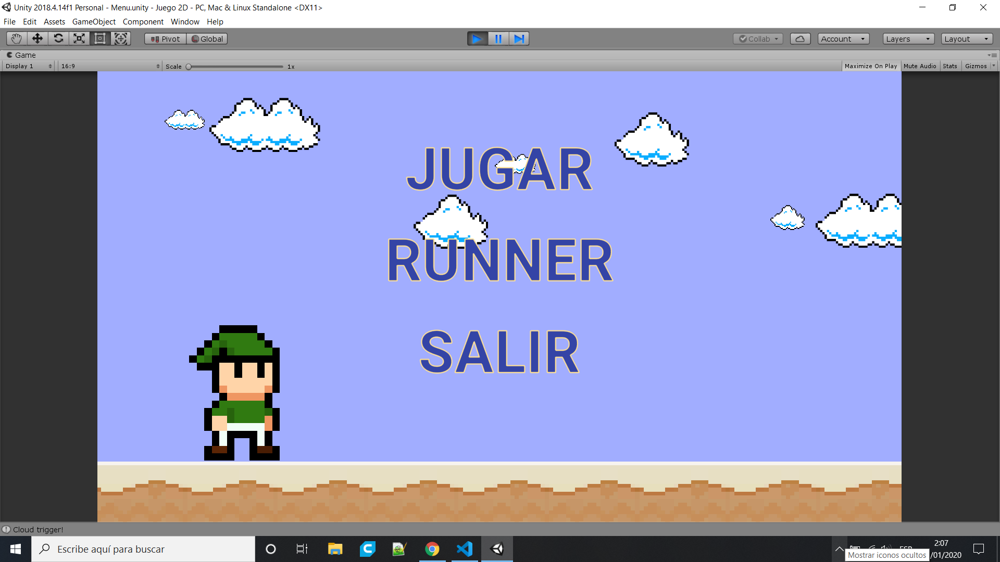 Unity 2018.4.14f1 Personal - Menu.unity - Juego 2D - PC, Mac & Linux Standalone <DX11>
File Edit Assets GameObject Component Window Help
Pivot Global Collab Account Layers Layout
Game
Display 1 16:9 Scale 1x Maximize On Play Mute Audio Stats Gizmos
JUGAR
RUNNER
SALIR
Cloud trigger!
Escribe aquí para buscar
2:07
/01/2020
Mostrar iconos ocultos